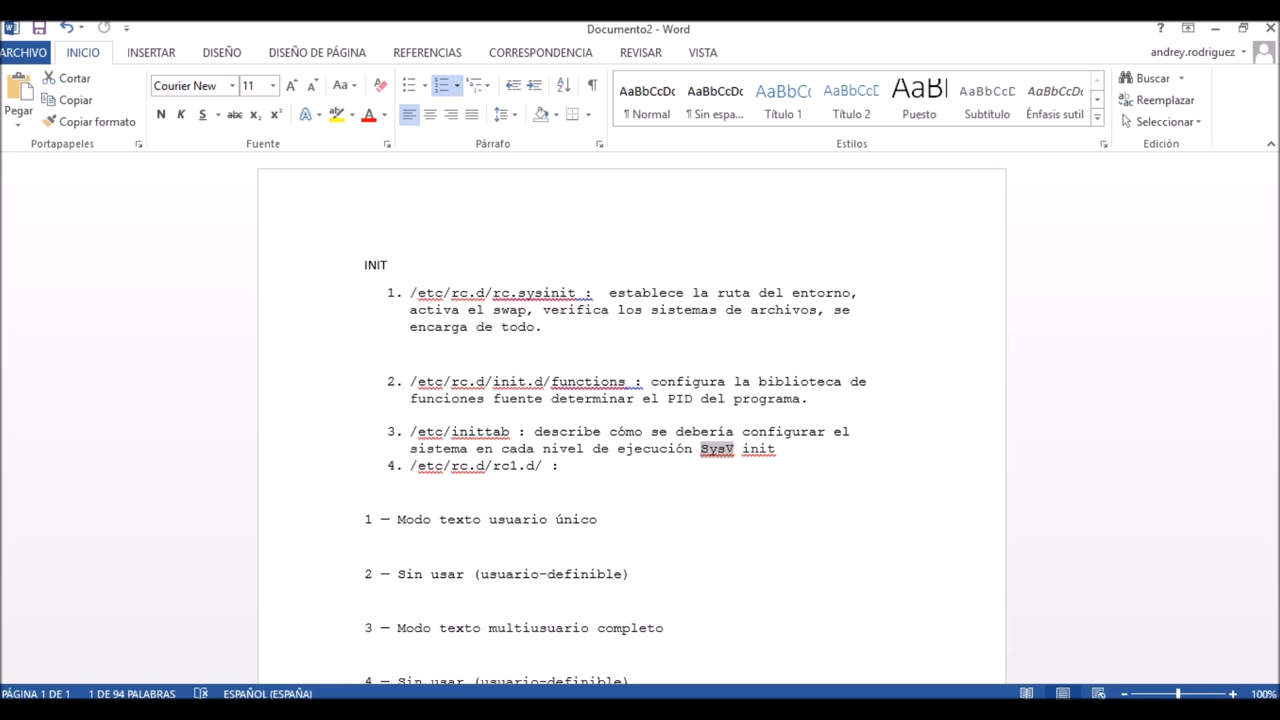 Documento2 - Word
ARCHIVO INICIO INSERTAR DISEÑO DISEÑO DE PÁGINA REFERENCIAS CORRESPONDENCIA REVISAR VISTA andrey.rodriguez
Pegar Cortar Copiar Copiar formato
Courier New 11 Aa
N K S abc x₂ x² A A
AaBbCcDc AaBbCcDc AaBbCc AaBbCcD AaBl AaBbCcD AaBbCcDc
¶ Normal ¶ Sin espa... Título 1 Título 2 Puesto Subtítulo Énfasis sutil
Buscar
Reemplazar
Seleccionar
Portapapeles Fuente Párrafo Estilos Edición
INIT
1. /etc/rc.d/rc.sysinit : establece la ruta del entorno,
activa el swap, verifica los sistemas de archivos, se
encarga de todo.
2. /etc/rc.d/init.d/functions : configura la biblioteca de
funciones fuente determinar el PID del programa.
3. /etc/inittab : describe cómo se debería configurar el
sistema en cada nivel de ejecución SysV init
4. /etc/rc.d/rc1.d/ :
1 — Modo texto usuario único
2 — Sin usar (usuario-definible)
3 — Modo texto multiusuario completo
4 — Sin usar (usuario-definible)
PÁGINA 1 DE 1 1 DE 94 PALABRAS ESPAÑOL (ESPAÑA) 100%